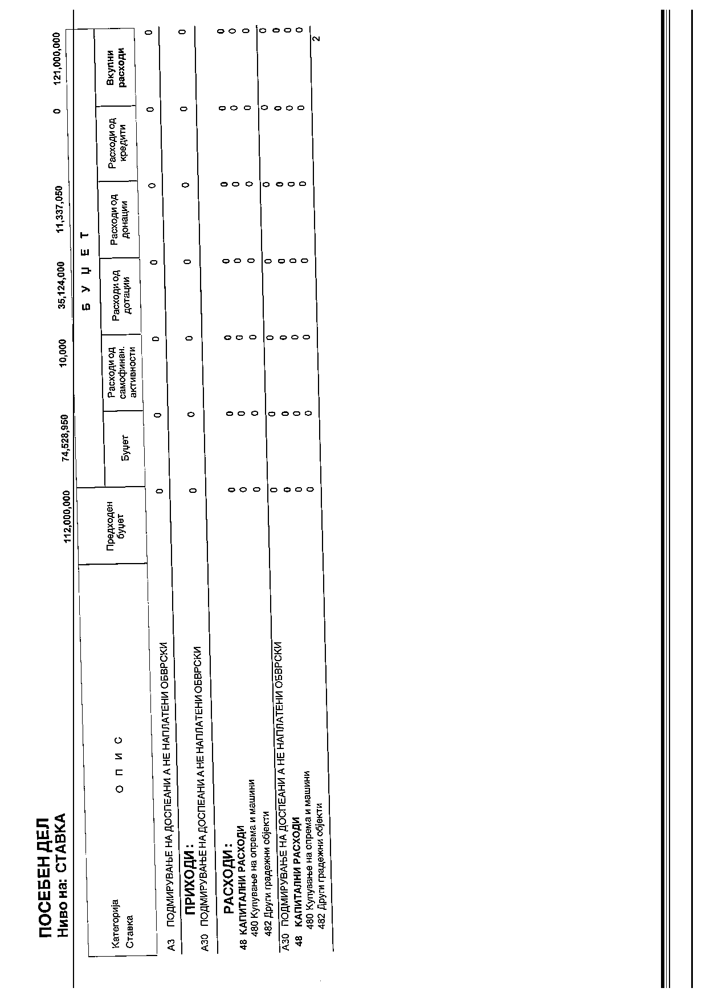 ПОСЕБЕН ДЕЛ
Ниво на: СТАВКА
112,000,000 74,528,950 10,000 35,124,000 11,337,050 0 121,000,000
Категорија
Ставка
О П И С
Предходен
буџет
Б У Џ Е Т
Буџет
Расходи од
самофинан.
активности
Расходи од
дотации
Расходи од
донации
Расходи од
кредити
Вкупни
расходи
А3 ПОДМИРУВАЊЕ НА ДОСПЕАНИ А НЕ НАПЛАТЕНИ ОБВРСКИ 0 0 0 0 0 0 0
ПРИХОДИ :
А30 ПОДМИРУВАЊЕ НА ДОСПЕАНИ А НЕ НАПЛАТЕНИ ОБВРСКИ 0 0 0 0 0 0 0
РАСХОДИ :
48 КАПИТАЛНИ РАСХОДИ 0 0 0 0 0 0 0
480 Купување на опрема и машини 0 0 0 0 0 0 0
482 Други градежни објекти 0 0 0 0 0 0 0
А30 ПОДМИРУВАЊЕ НА ДОСПЕАНИ А НЕ НАПЛАТЕНИ ОБВРСКИ 0 0 0 0 0 0 0
48 КАПИТАЛНИ РАСХОДИ 0 0 0 0 0 0 0
480 Купување на опрема и машини 0 0 0 0 0 0 0
482 Други градежни објекти 0 0 0 0 0 0 0
2